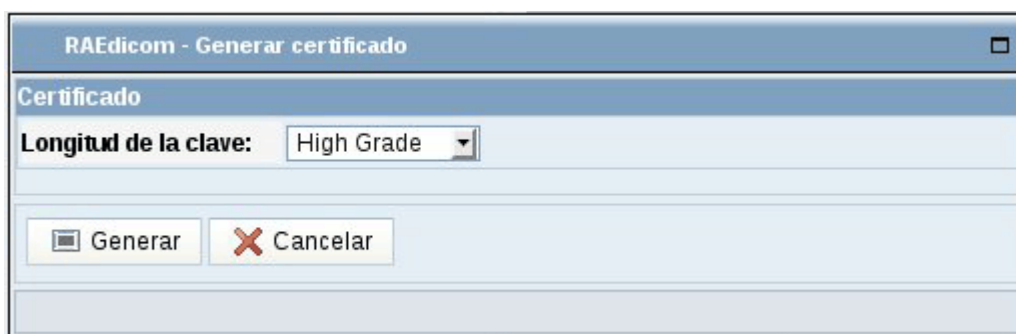 RAEdicom - Generar certificado
Certificado
Longitud de la clave: High Grade
Generar Cancelar